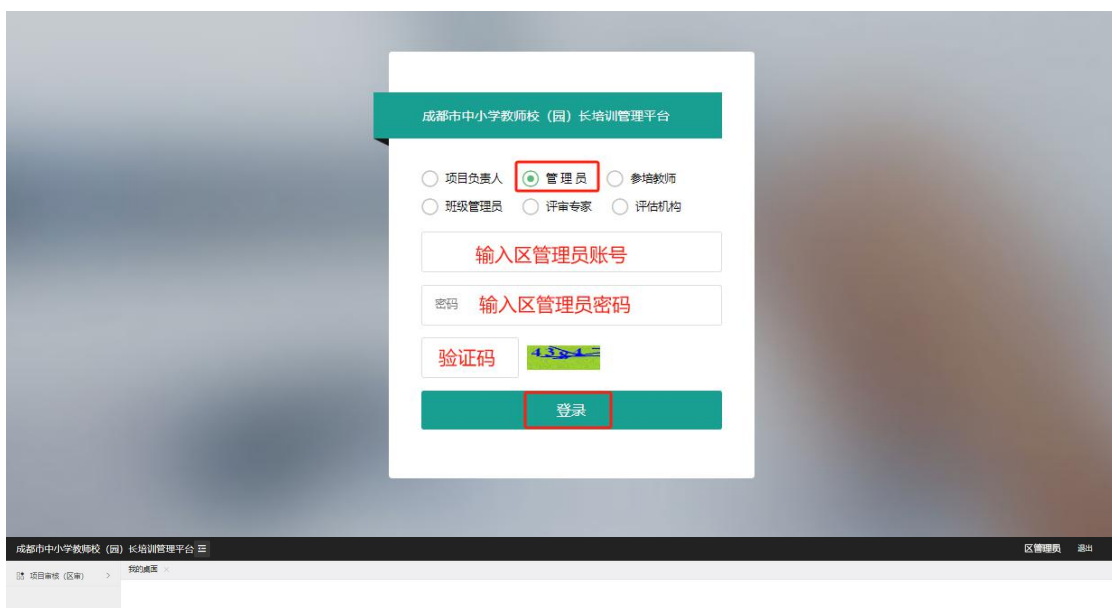 成都市中小学教师校（园）长培训管理平台
项目负责人 管理员 参培教师
班级管理员 评审专家 评估机构
输入区管理员账号
密码 输入区管理员密码
验证码
登录
成都市中小学教师校（园）长培训管理平台 区管理员 退出
项目审核（区审） 我的桌面